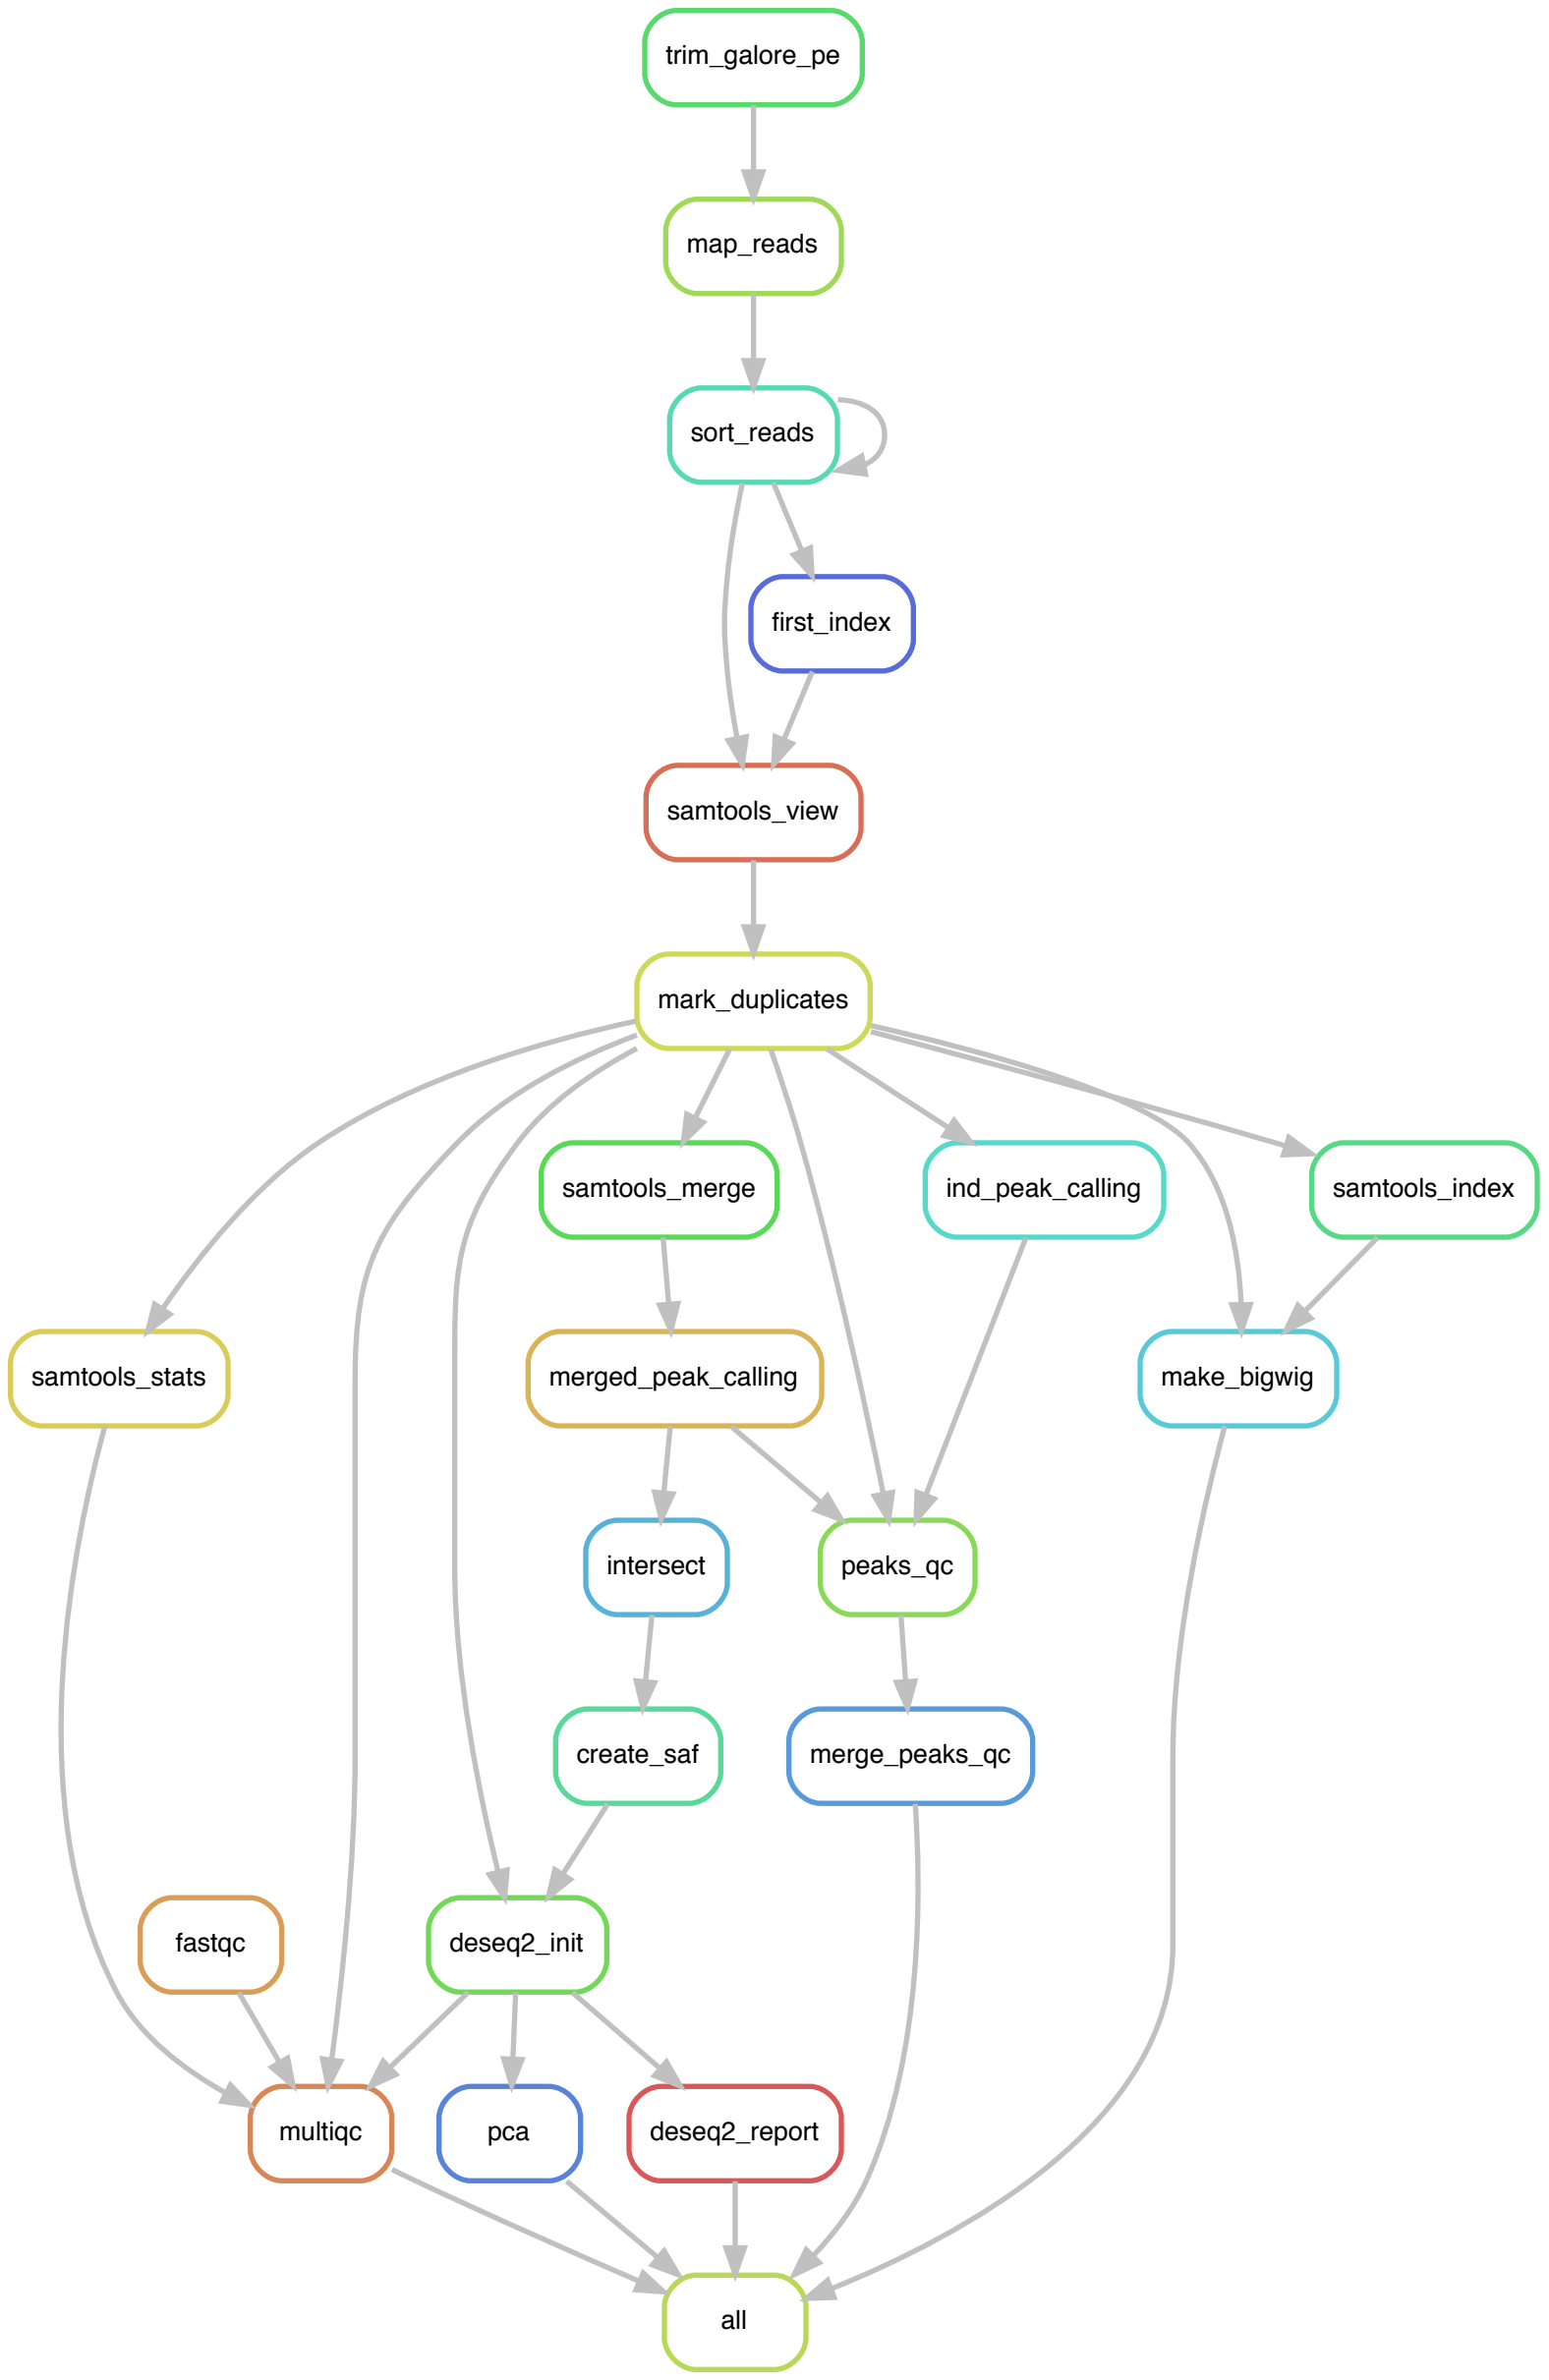 trim_galore_pe
map_reads
sort_reads
first_index
samtools_view
mark_duplicates
samtools_merge
ind_peak_calling
samtools_index
samtools_stats
merged_peak_calling
make_bigwig
intersect
peaks_qc
create_saf
merge_peaks_qc
fastqc
deseq2_init
multiqc
pca
deseq2_report
all